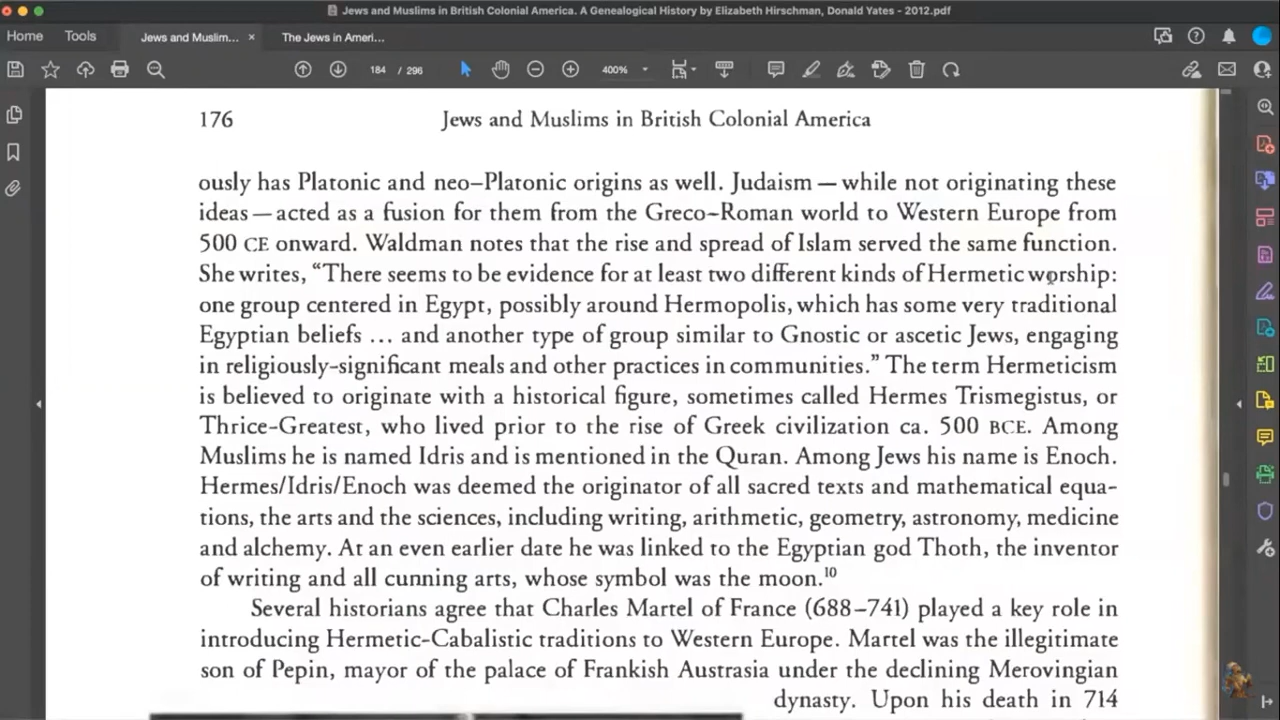 Jews and Muslims in British Colonial America. A Genealogical History by Elizabeth Hirschman, Donald Yates - 2012.pdf
Home Tools Jews and Muslim... × The Jews in Ameri...
184 / 296 400%
176 Jews and Muslims in British Colonial America
ously has Platonic and neo–Platonic origins as well. Judaism — while not originating these
ideas — acted as a fusion for them from the Greco–Roman world to Western Europe from
500 CE onward. Waldman notes that the rise and spread of Islam served the same function.
She writes, “There seems to be evidence for at least two different kinds of Hermetic worship:
one group centered in Egypt, possibly around Hermopolis, which has some very traditional
Egyptian beliefs ... and another type of group similar to Gnostic or ascetic Jews, engaging
in religiously-significant meals and other practices in communities.” The term Hermeticism
is believed to originate with a historical figure, sometimes called Hermes Trismegistus, or
Thrice-Greatest, who lived prior to the rise of Greek civilization ca. 500 BCE. Among
Muslims he is named Idris and is mentioned in the Quran. Among Jews his name is Enoch.
Hermes/Idris/Enoch was deemed the originator of all sacred texts and mathematical equa-
tions, the arts and the sciences, including writing, arithmetic, geometry, astronomy, medicine
and alchemy. At an even earlier date he was linked to the Egyptian god Thoth, the inventor
of writing and all cunning arts, whose symbol was the moon.¹⁰
Several historians agree that Charles Martel of France (688–741) played a key role in
introducing Hermetic-Cabalistic traditions to Western Europe. Martel was the illegitimate
son of Pepin, mayor of the palace of Frankish Austrasia under the declining Merovingian
dynasty. Upon his death in 714